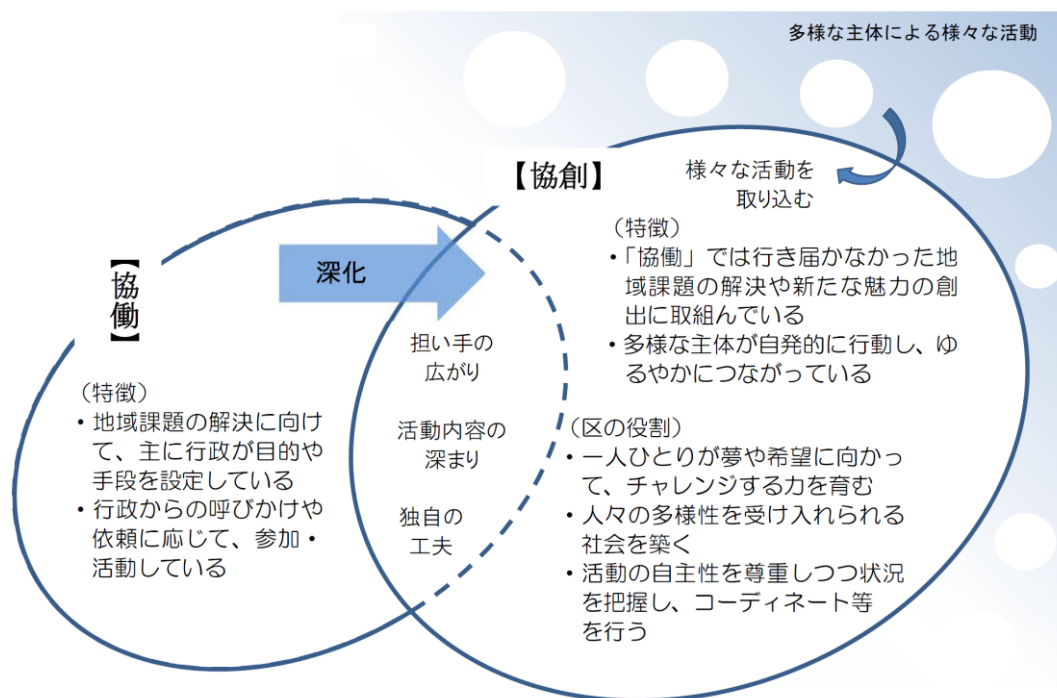 多様な主体による様々な活動
【協創】
様々な活動を
取り込む
（特徴）
・「協働」では行き届かなかった地
域課題の解決や新たな魅力の創
出に取組んでいる
・多様な主体が自発的に行動し、ゆ
るやかにつながっている
（区の役割）
・一人ひとりが夢や希望に向かっ
て、チャレンジする力を育む
・人々の多様性を受け入れられる
社会を築く
・活動の自主性を尊重しつつ状況
を把握し、コーディネート等
を行う
深化
担い手の
広がり
活動内容の
深まり
独自の
工夫
【協働】
（特徴）
・地域課題の解決に向け
て、主に行政が目的や
手段を設定している
・行政からの呼びかけや
依頼に応じて、参加・
活動している